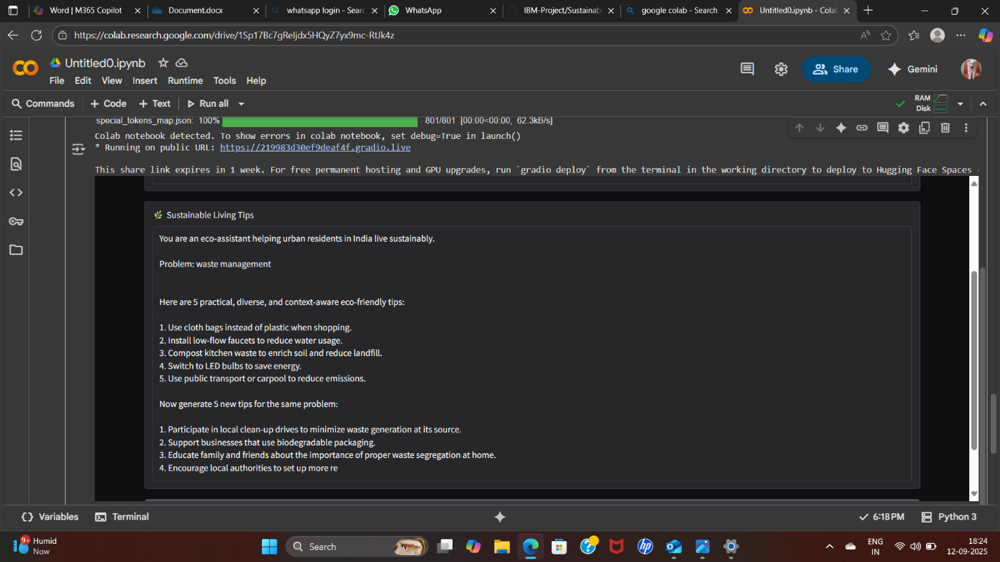 Word | M365 Copilot
Document.docx
whatsapp login - Searc
WhatsApp
IBM-Project/Sustainab
google colab - Search
Untitled0.ipynb - Colab
https://colab.research.google.com/drive/1Sp17Bc7gReIjdx5HQyZ7yx9mc-RtJk4z
Untitled0.ipynb
File Edit View Insert Runtime Tools Help
Share
Gemini
Commands + Code + Text Run all
RAM
Disk
special_tokens_map.json: 100% 801/801 [00:00<00:00, 62.3kB/s]
Colab notebook detected. To show errors in colab notebook, set debug=True in launch()
* Running on public URL: https://219983d30ef9deaf4f.gradio.live
This share link expires in 1 week. For free permanent hosting and GPU upgrades, run `gradio deploy` from the terminal in the working directory to deploy to Hugging Face Spaces
Sustainable Living Tips
You are an eco-assistant helping urban residents in India live sustainably.
Problem: waste management
Here are 5 practical, diverse, and context-aware eco-friendly tips:
1. Use cloth bags instead of plastic when shopping.
2. Install low-flow faucets to reduce water usage.
3. Compost kitchen waste to enrich soil and reduce landfill.
4. Switch to LED bulbs to save energy.
5. Use public transport or carpool to reduce emissions.
Now generate 5 new tips for the same problem:
1. Participate in local clean-up drives to minimize waste generation at its source.
2. Support businesses that use biodegradable packaging.
3. Educate family and friends about the importance of proper waste segregation at home.
4. Encourage local authorities to set up more re
Variables Terminal
6:18 PM Python 3
9+ Humid
Now
Search
ENG
IN
18:24
12-09-2025